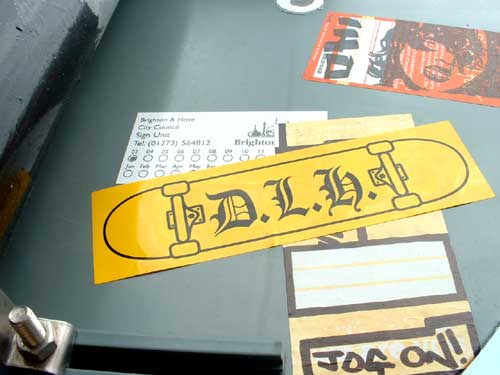 Brighton & Hove
City Council
Sign Unit
Tel: (01273) 564812
Brighton
03 04 05 06 07 08 09 10 11
Jan Feb Mar Apr May
D.L.H.
JOG ON!